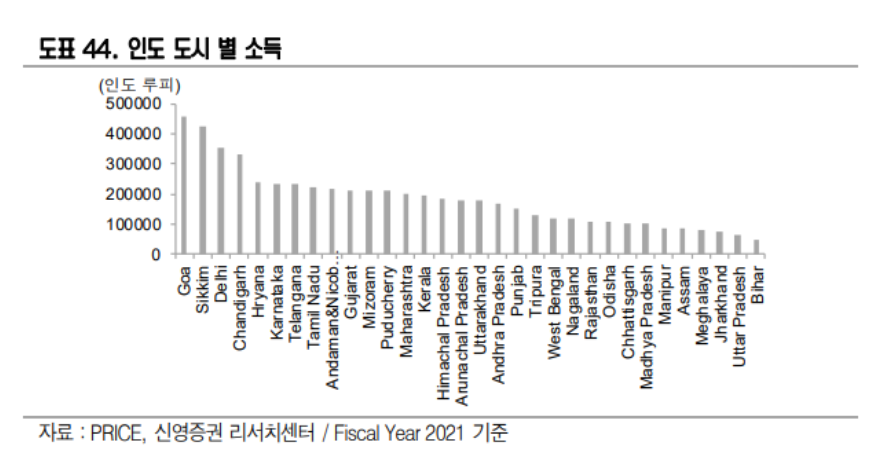 도표 44. 인도 도시 별 소득
(인도 루피)
500000
400000
300000
200000
100000
0
Goa
Sikkim
Delhi
Chandigarh
Hryana
Karnataka
Telangana
Tamil Nadu
Andaman&Nicob…
Gujarat
Mizoram
Puducherry
Maharashtra
Kerala
Himachal Pradesh
Arunachal Pradesh
Uttarakhand
Andhra Pradesh
Punjab
Tripura
West Bengal
Nagaland
Rajasthan
Odisha
Chhattisgarh
Madhya Pradesh
Manipur
Assam
Meghalaya
Jharkhand
Uttar Pradesh
Bihar
자료 : PRICE, 신영증권 리서치센터 / Fiscal Year 2021 기준